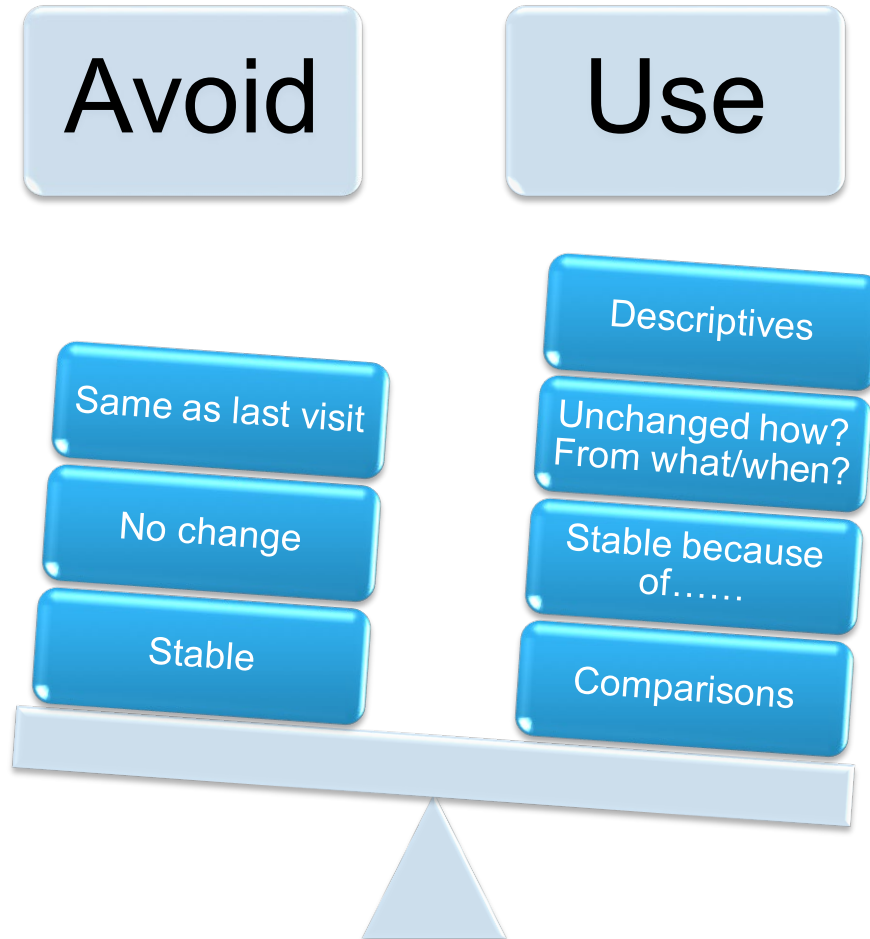 Avoid
Use
Same as last visit
No change
Stable
Descriptives
Unchanged how?
From what/when?
Stable because
of……
Comparisons